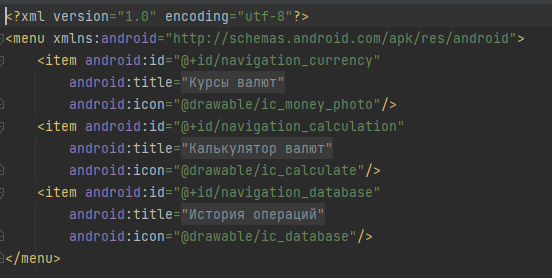 <?xml version="1.0" encoding="utf-8"?>
<menu xmlns:android="http://schemas.android.com/apk/res/android">
    <item android:id="@+id/navigation_currency"
        android:title="Курсы валют"
        android:icon="@drawable/ic_money_photo"/>
    <item android:id="@+id/navigation_calculation"
        android:title="Калькулятор валют"
        android:icon="@drawable/ic_calculate"/>
    <item android:id="@+id/navigation_database"
        android:title="История операций"
        android:icon="@drawable/ic_database"/>
</menu>